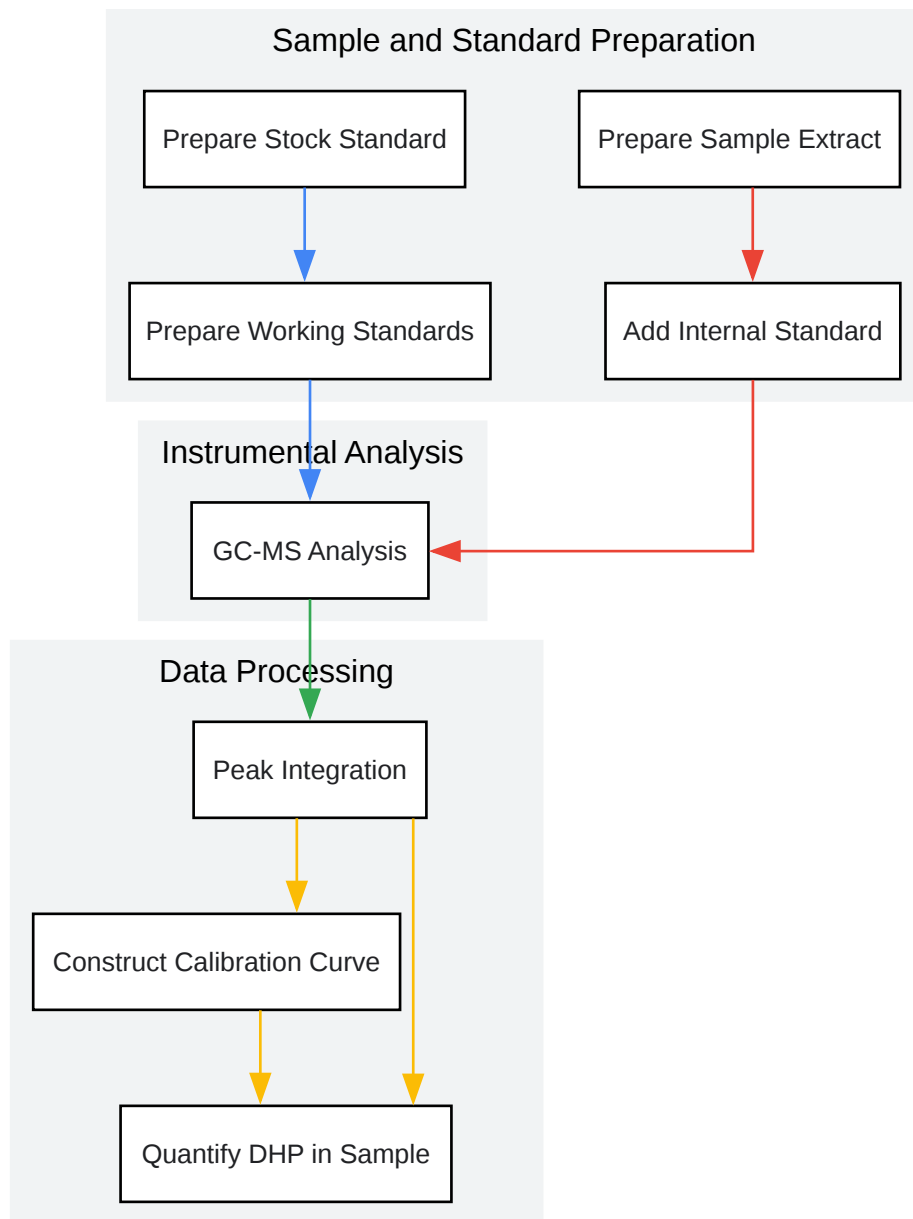 Sample and Standard Preparation
Prepare Stock Standard
Prepare Sample Extract
Prepare Working Standards
Add Internal Standard
Instrumental Analysis
GC-MS Analysis
Data Processing
Peak Integration
Construct Calibration Curve
Quantify DHP in Sample